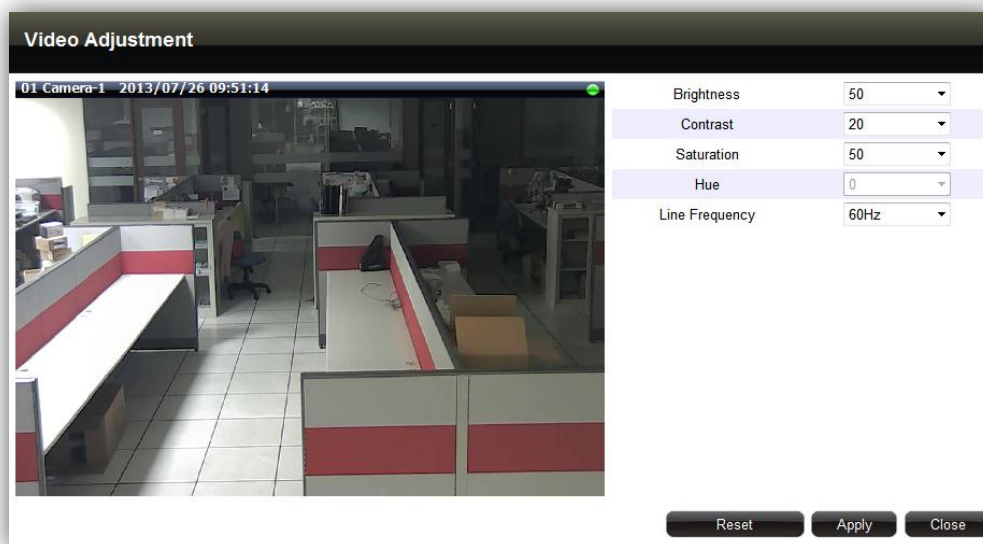 Video Adjustment
01 Camera-1 2013/07/26 09:51:14
Brightness 50
Contrast 20
Saturation 50
Hue 0
Line Frequency 60Hz
Reset Apply Close